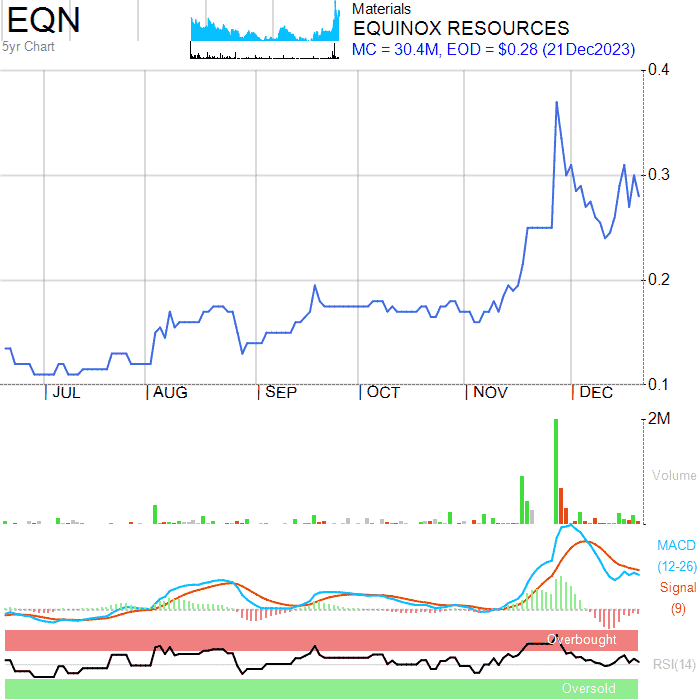 EQN
5yr Chart
Materials
EQUINOX RESOURCES
MC = 30.4M, EOD = $0.28 (21Dec2023)
0.4
0.3
0.2
0.1
JUL AUG SEP OCT NOV DEC
2M
Volume
MACD
(12-26)
Signal
(9)
Overbought
RSI(14)
Oversold